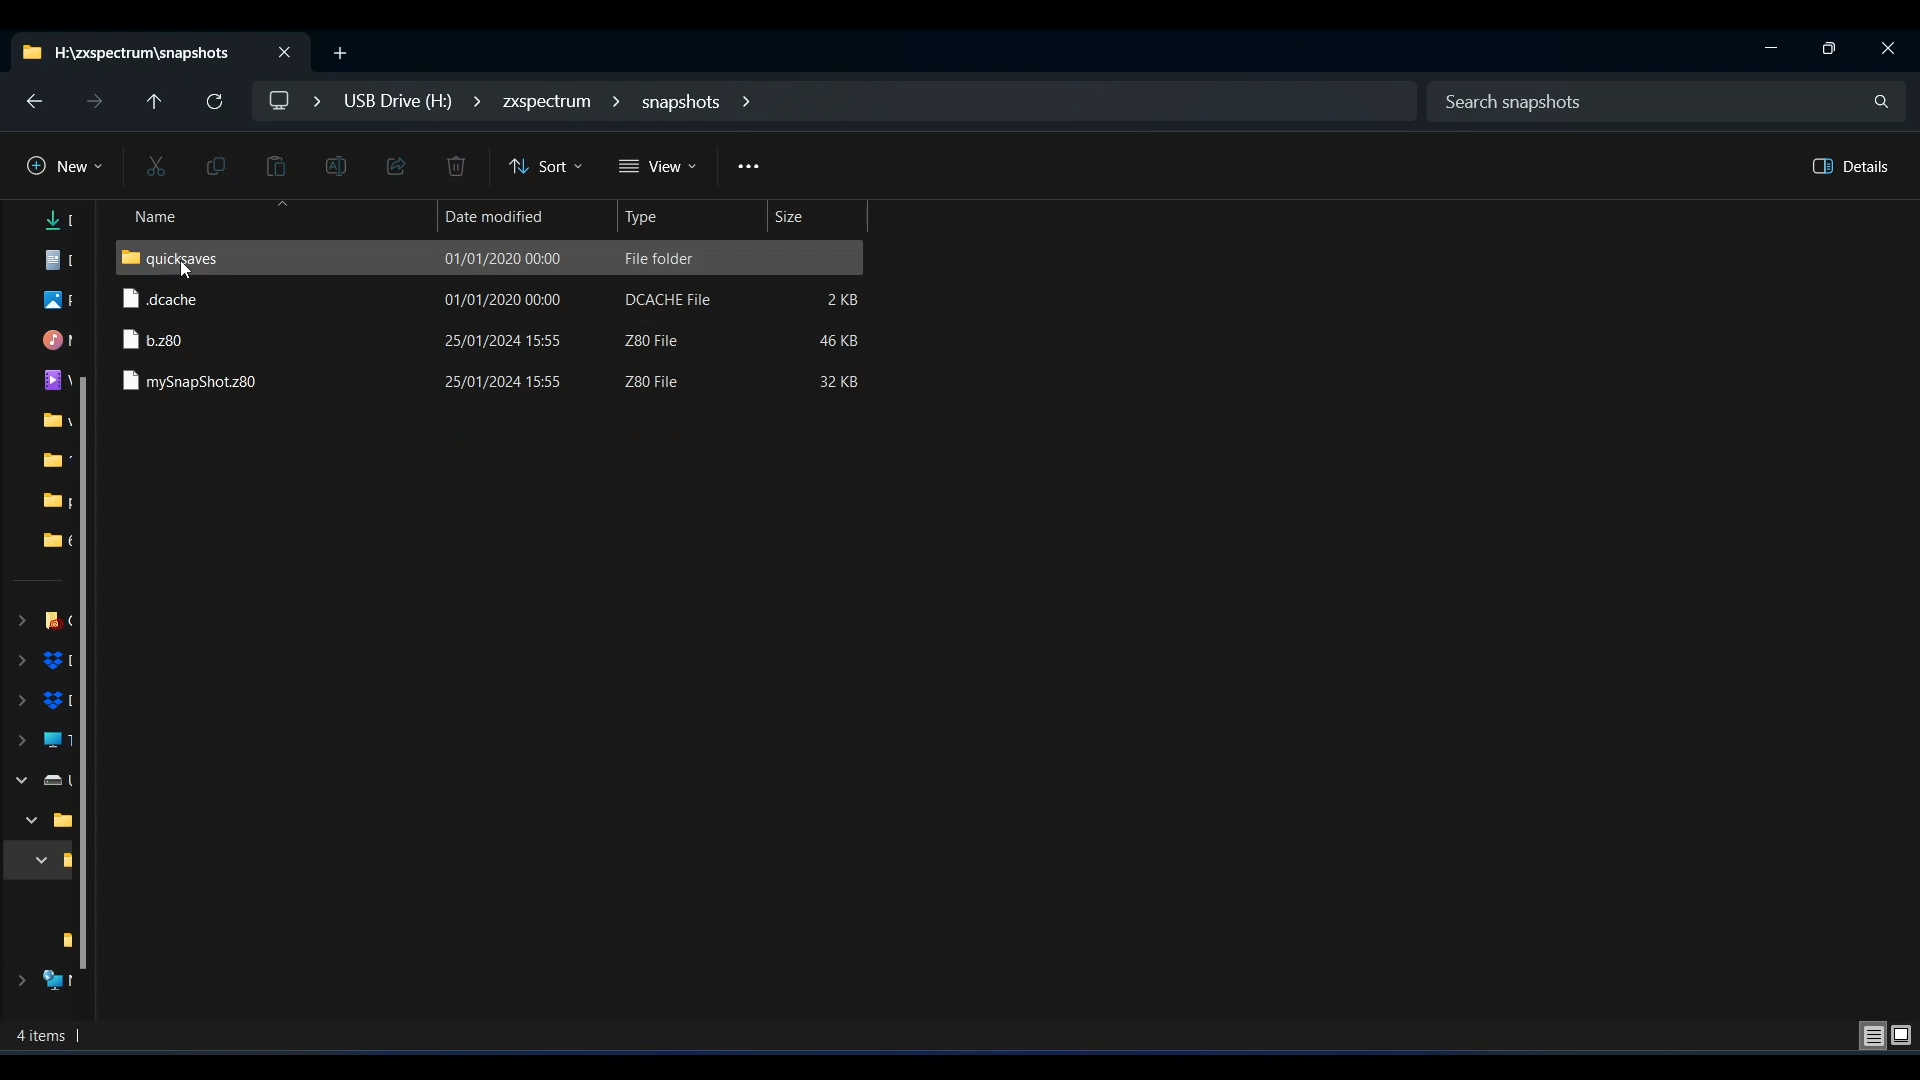 H:\zxspectrum\snapshots
USB Drive (H:) zxspectrum snapshots
Search snapshots
New Sort View Details
Name Date modified Type Size
quicksaves 01/01/2020 00:00 File folder
.dcache 01/01/2020 00:00 DCACHE File 2 KB
b.z80 25/01/2024 15:55 Z80 File 46 KB
mySnapShot.z80 25/01/2024 15:55 Z80 File 32 KB
4 items